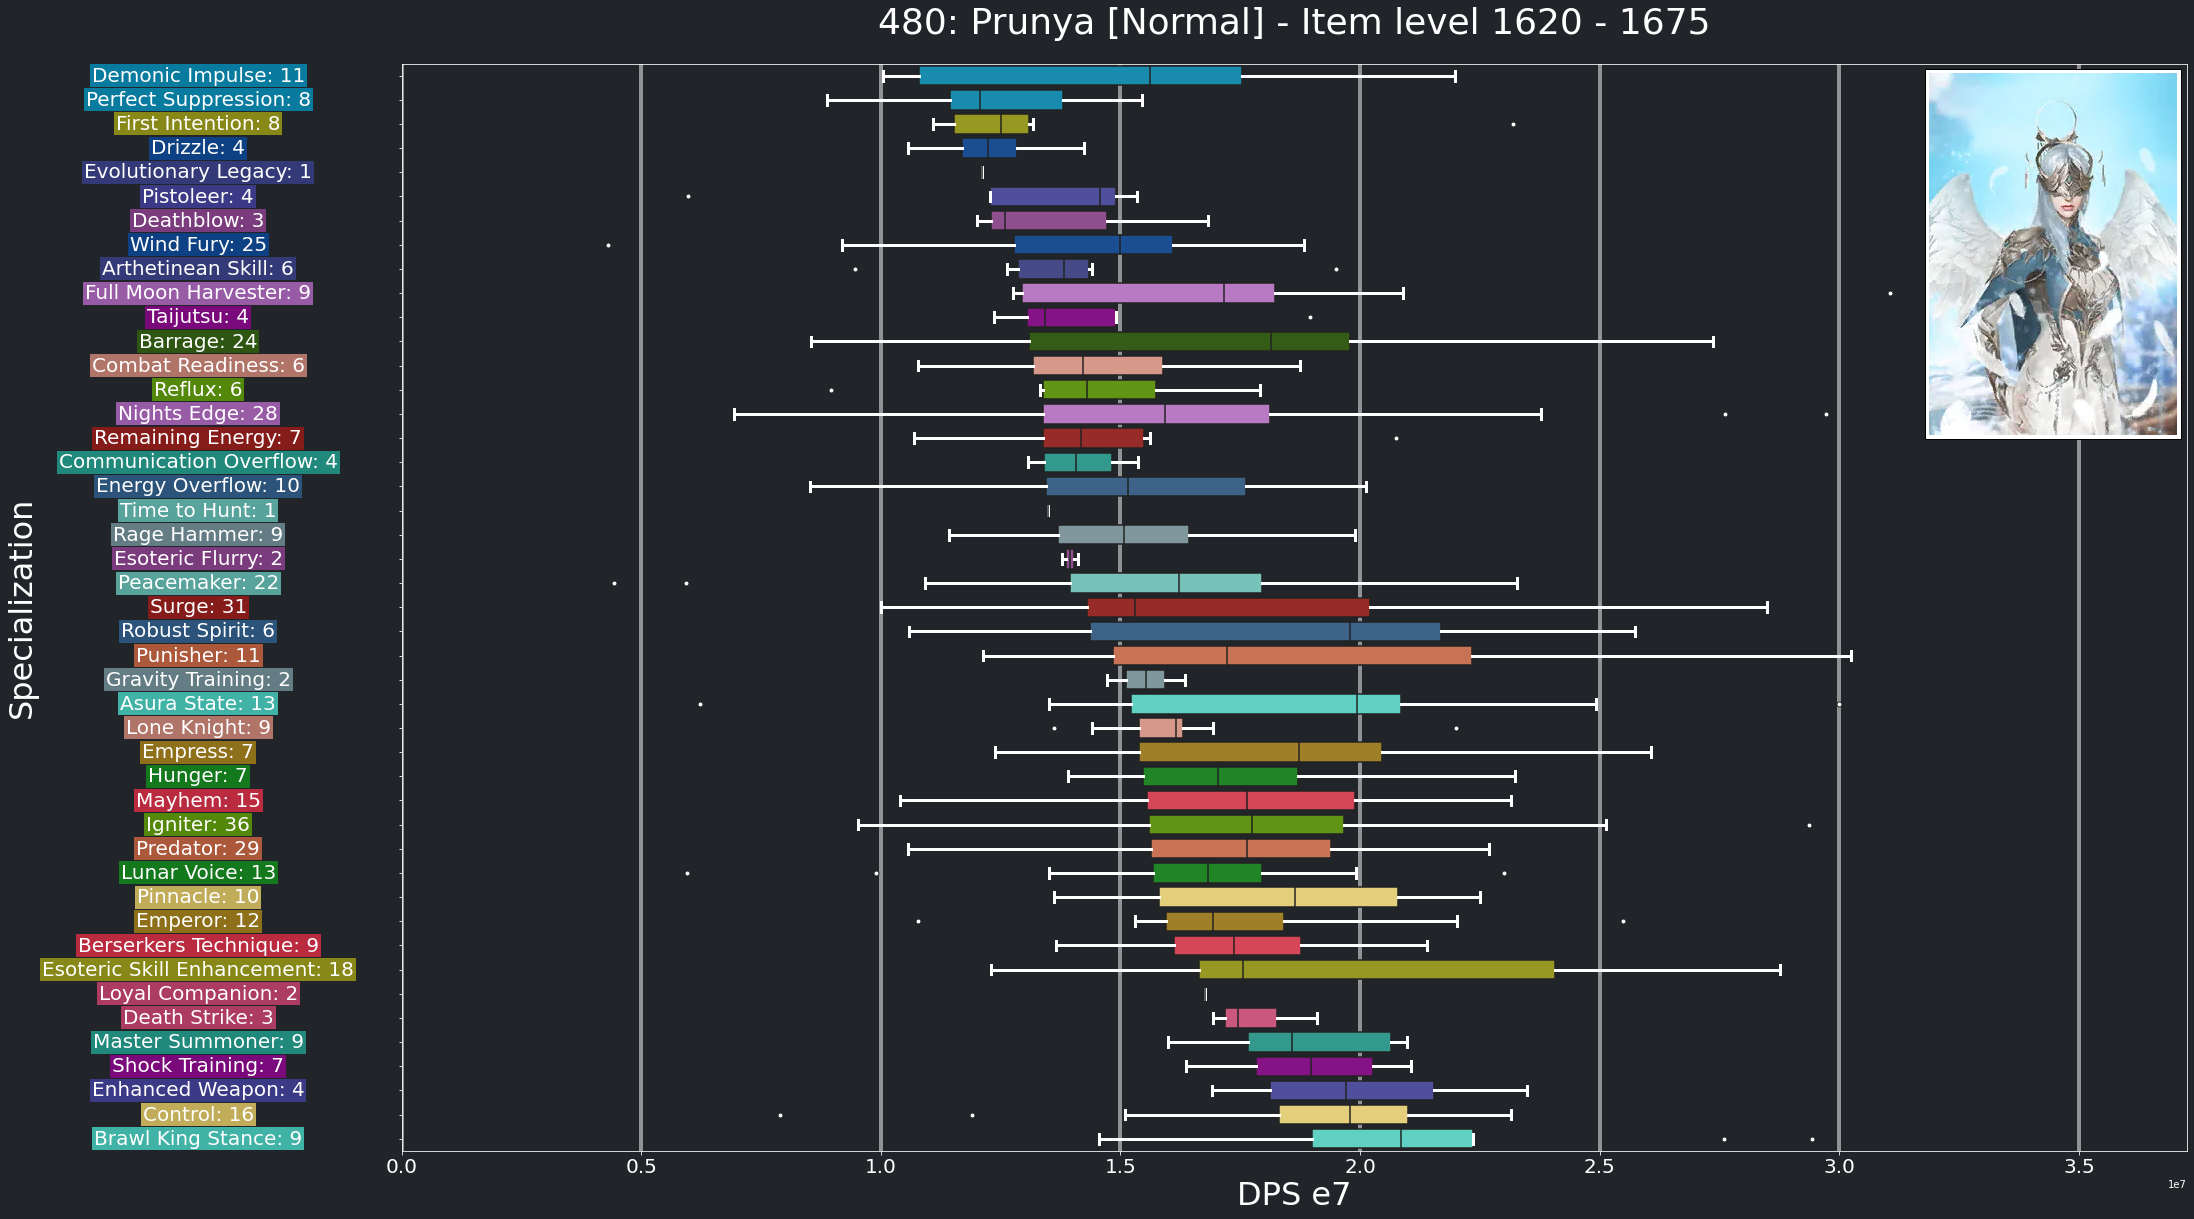 480: Prunya [Normal] - Item level 1620 - 1675
Specialization
Demonic Impulse: 11
Perfect Suppression: 8
First Intention: 8
Drizzle: 4
Evolutionary Legacy: 1
Pistoleer: 4
Deathblow: 3
Wind Fury: 25
Arthetinean Skill: 6
Full Moon Harvester: 9
Taijutsu: 4
Barrage: 24
Combat Readiness: 6
Reflux: 6
Nights Edge: 28
Remaining Energy: 7
Communication Overflow: 4
Energy Overflow: 10
Time to Hunt: 1
Rage Hammer: 9
Esoteric Flurry: 2
Peacemaker: 22
Surge: 31
Robust Spirit: 6
Punisher: 11
Gravity Training: 2
Asura State: 13
Lone Knight: 9
Empress: 7
Hunger: 7
Mayhem: 15
Igniter: 36
Predator: 29
Lunar Voice: 13
Pinnacle: 10
Emperor: 12
Berserkers Technique: 9
Esoteric Skill Enhancement: 18
Loyal Companion: 2
Death Strike: 3
Master Summoner: 9
Shock Training: 7
Enhanced Weapon: 4
Control: 16
Brawl King Stance: 9
0.0 0.5 1.0 1.5 2.0 2.5 3.0 3.5
1e7
DPS e7